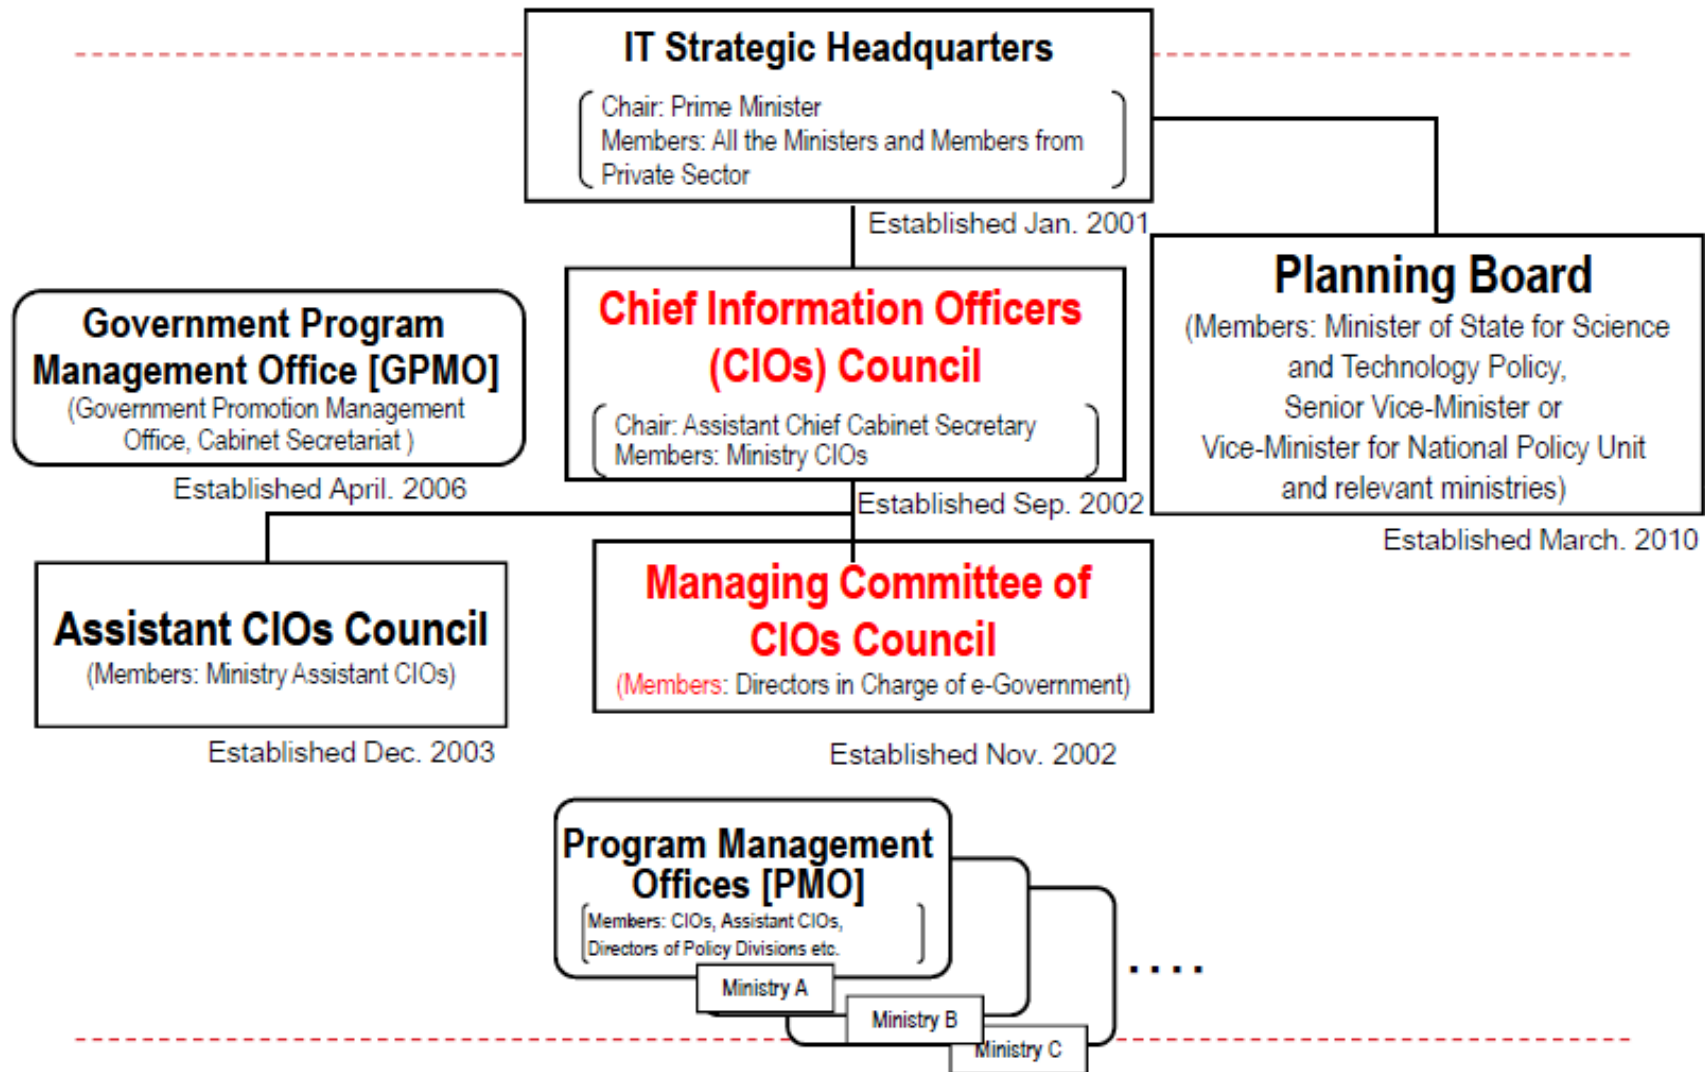 IT Strategic Headquarters
Chair: Prime Minister
Members: All the Ministers and Members from
Private Sector
Established Jan. 2001
Planning Board
(Members: Minister of State for Science
and Technology Policy,
Senior Vice-Minister or
Vice-Minister for National Policy Unit
and relevant ministries)
Established March. 2010
Chief Information Officers
(CIOs) Council
Chair: Assistant Chief Cabinet Secretary
Members: Ministry CIOs
Established Sep. 2002
Government Program
Management Office [GPMO]
(Government Promotion Management
Office, Cabinet Secretariat )
Established April. 2006
Assistant CIOs Council
(Members: Ministry Assistant CIOs)
Established Dec. 2003
Managing Committee of
CIOs Council
(Members: Directors in Charge of e-Government)
Established Nov. 2002
Program Management
Offices [PMO]
Members: CIOs, Assistant CIOs,
Directors of Policy Divisions etc.
Ministry A
Ministry B
Ministry C
. . . .